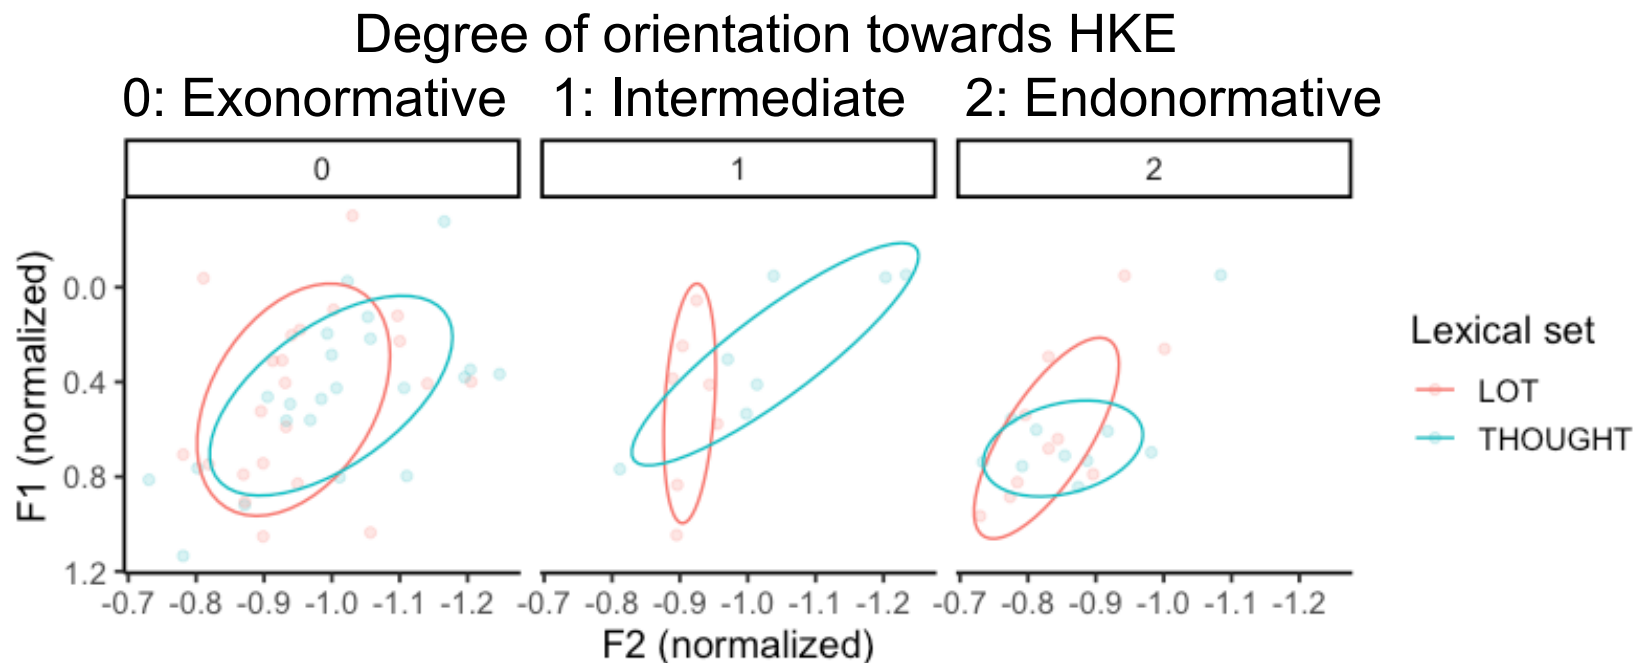 Degree of orientation towards HKE
0: Exonormative 1: Intermediate 2: Endonormative
0 1 2
F1 (normalized)
0.0
0.4
0.8
1.2
-0.7 -0.8 -0.9 -1.0 -1.1 -1.2 -0.7 -0.8 -0.9 -1.0 -1.1 -1.2 -0.7 -0.8 -0.9 -1.0 -1.1 -1.2
F2 (normalized)
Lexical set
LOT
THOUGHT